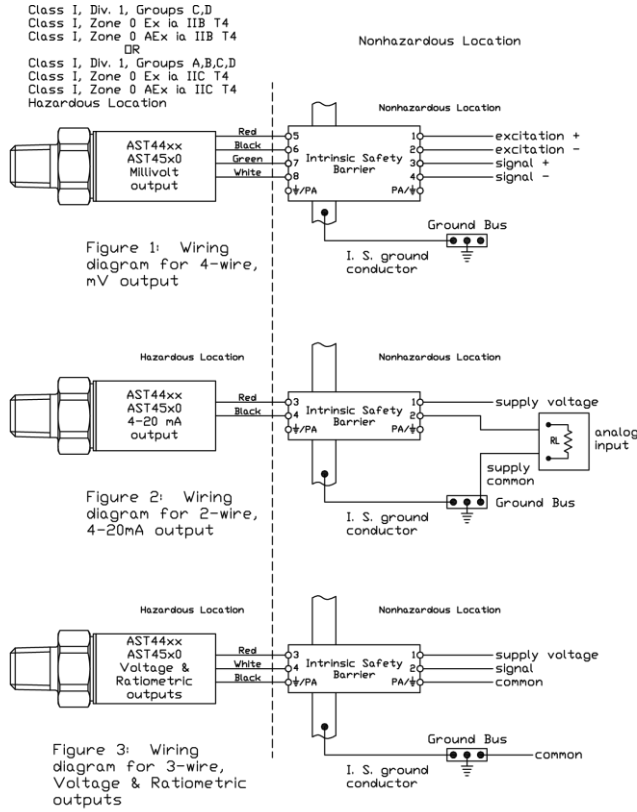 Class I, Div. 1, Groups C,D
Class I, Zone 0 Ex ia IIB T4
Class I, Zone 0 AEx ia IIB T4
OR
Class I, Div. 1, Groups A,B,C,D
Class I, Zone 0 Ex ia IIC T4
Class I, Zone 0 AEx ia IIC T4
Hazardous Location
Nonhazardous Location
Nonhazardous Location
AST44xx
AST45x0
Millivolt
output
Red
Black
Green
White
5
6
7
8
⏚/PA
Intrinsic Safety
Barrier
1
2
3
4
PA/⏚
excitation +
excitation -
signal +
signal -
Ground Bus
I. S. ground
conductor
Figure 1: Wiring
diagram for 4-wire,
mV output
Hazardous Location
Nonhazardous Location
AST44xx
AST45x0
4-20 mA
output
Red
Black
3
4
⏚/PA
Intrinsic Safety
Barrier
1
2
PA/⏚
supply voltage
RL
analog
input
supply
common
Ground Bus
I. S. ground
conductor
Figure 2: Wiring
diagram for 2-wire,
4-20mA output
Hazardous Location
Nonhazardous Location
AST44xx
AST45x0
Voltage &
Ratiometric
outputs
Red
White
Black
3
4
⏚/PA
Intrinsic Safety
Barrier
1
2
PA/⏚
supply voltage
signal
common
Ground Bus
common
I. S. ground
conductor
Figure 3: Wiring
diagram for 3-wire,
Voltage & Ratiometric
outputs